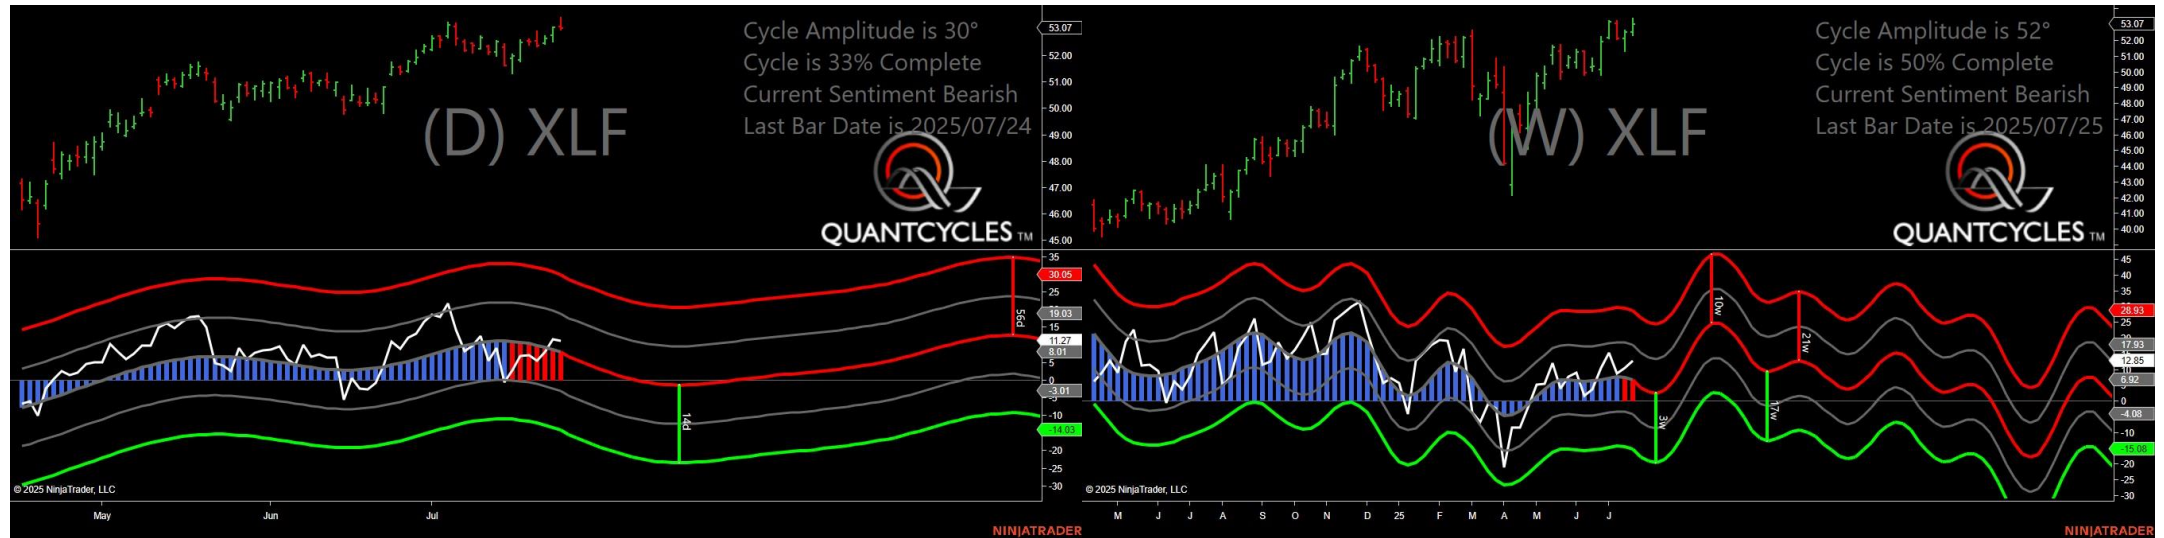 Cycle Amplitude is 30°
Cycle is 33% Complete
Current Sentiment Bearish
Last Bar Date is 2025/07/24
(D) XLF
QUANTCYCLES TM
53.07
52.00
51.00
50.00
49.00
48.00
47.00
46.00
45.00
35
30.05
25
19.03
15
11.27
8.01
5
0
-3.01
-5
-10
-14.03
-20
-25
-30
14d
56d
© 2025 NinjaTrader, LLC
May Jun Jul
NINJATRADER
Cycle Amplitude is 52°
Cycle is 50% Complete
Current Sentiment Bearish
Last Bar Date is 2025/07/25
(W) XLF
QUANTCYCLES TM
53.07
52.00
51.00
50.00
49.00
48.00
47.00
46.00
45.00
44.00
43.00
42.00
41.00
40.00
45
40
35
28.93
25
17.93
12.85
10
6.92
5
0
-4.08
-10
-15.08
-20
-25
-30
3w
10w
17w
21w
© 2025 NinjaTrader, LLC
M J J A S O N D 25 F M A M J J
NINJATRADER